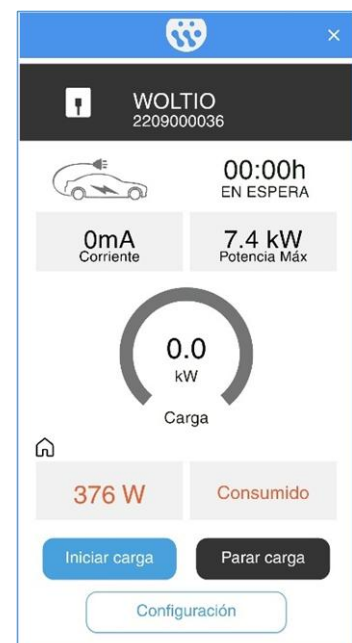 ×
WOLTIO
2209000036
00:00h
EN ESPERA
0mA
Corriente
7.4 kW
Potencia Máx
0.0
kW
Carga
376 W
Consumido
Iniciar carga
Parar carga
Configuración